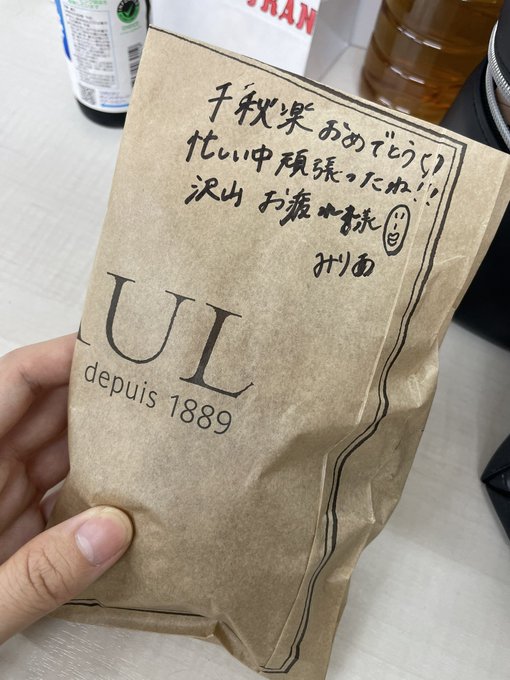 千秋楽おめでとう!!
忙しい中頑張ったね!!
沢山 お疲れ様
みりあ
UL
depuis 1889
RAN